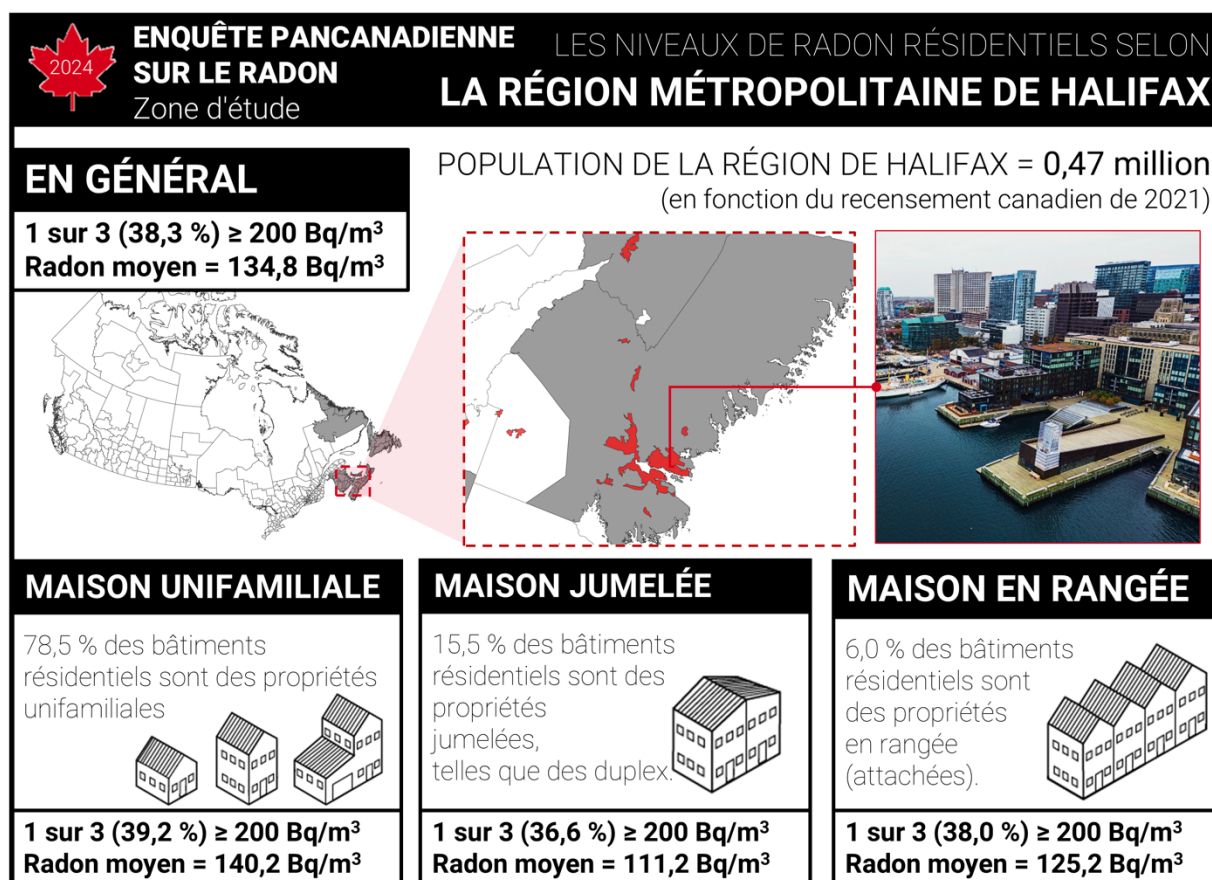 2024
ENQUÊTE PANCANADIENNE
SUR LE RADON
Zone d'étude
LES NIVEAUX DE RADON RÉSIDENTIELS SELON
LA RÉGION MÉTROPOLITAINE DE HALIFAX
EN GÉNÉRAL
1 sur 3 (38,3 %) ≥ 200 Bq/m³
Radon moyen = 134,8 Bq/m³
POPULATION DE LA RÉGION DE HALIFAX = 0,47 million
(en fonction du recensement canadien de 2021)
MAISON UNIFAMILIALE
78,5 % des bâtiments
résidentiels sont des propriétés
unifamiliales
1 sur 3 (39,2 %) ≥ 200 Bq/m³
Radon moyen = 140,2 Bq/m³
MAISON JUMELÉE
15,5 % des bâtiments
résidentiels sont des
propriétés
jumelées,
telles que des duplex.
1 sur 3 (36,6 %) ≥ 200 Bq/m³
Radon moyen = 111,2 Bq/m³
MAISON EN RANGÉE
6,0 % des bâtiments
résidentiels sont
des propriétés
en rangée
(attachées).
1 sur 3 (38,0 %) ≥ 200 Bq/m³
Radon moyen = 125,2 Bq/m³